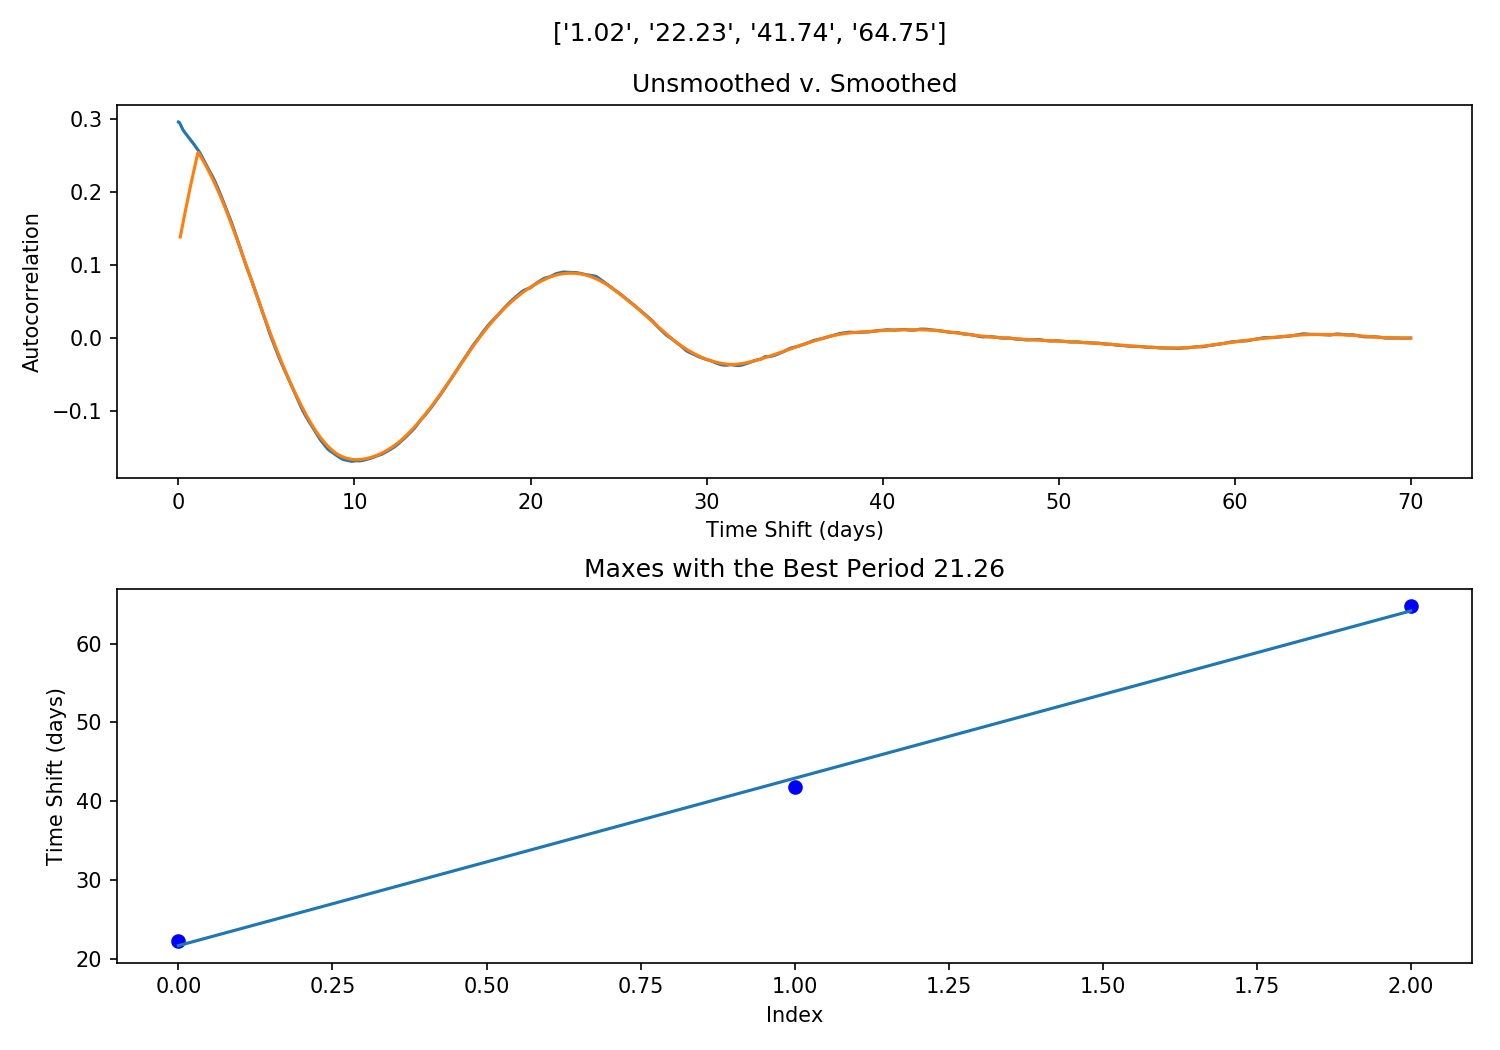 ['1.02', '22.23', '41.74', '64.75']
Unsmoothed v. Smoothed
Autocorrelation
0.3
0.2
0.1
0.0
−0.1
0 10 20 30 40 50 60 70
Time Shift (days)
Maxes with the Best Period 21.26
Time Shift (days)
60
50
40
30
20
0.00 0.25 0.50 0.75 1.00 1.25 1.50 1.75 2.00
Index